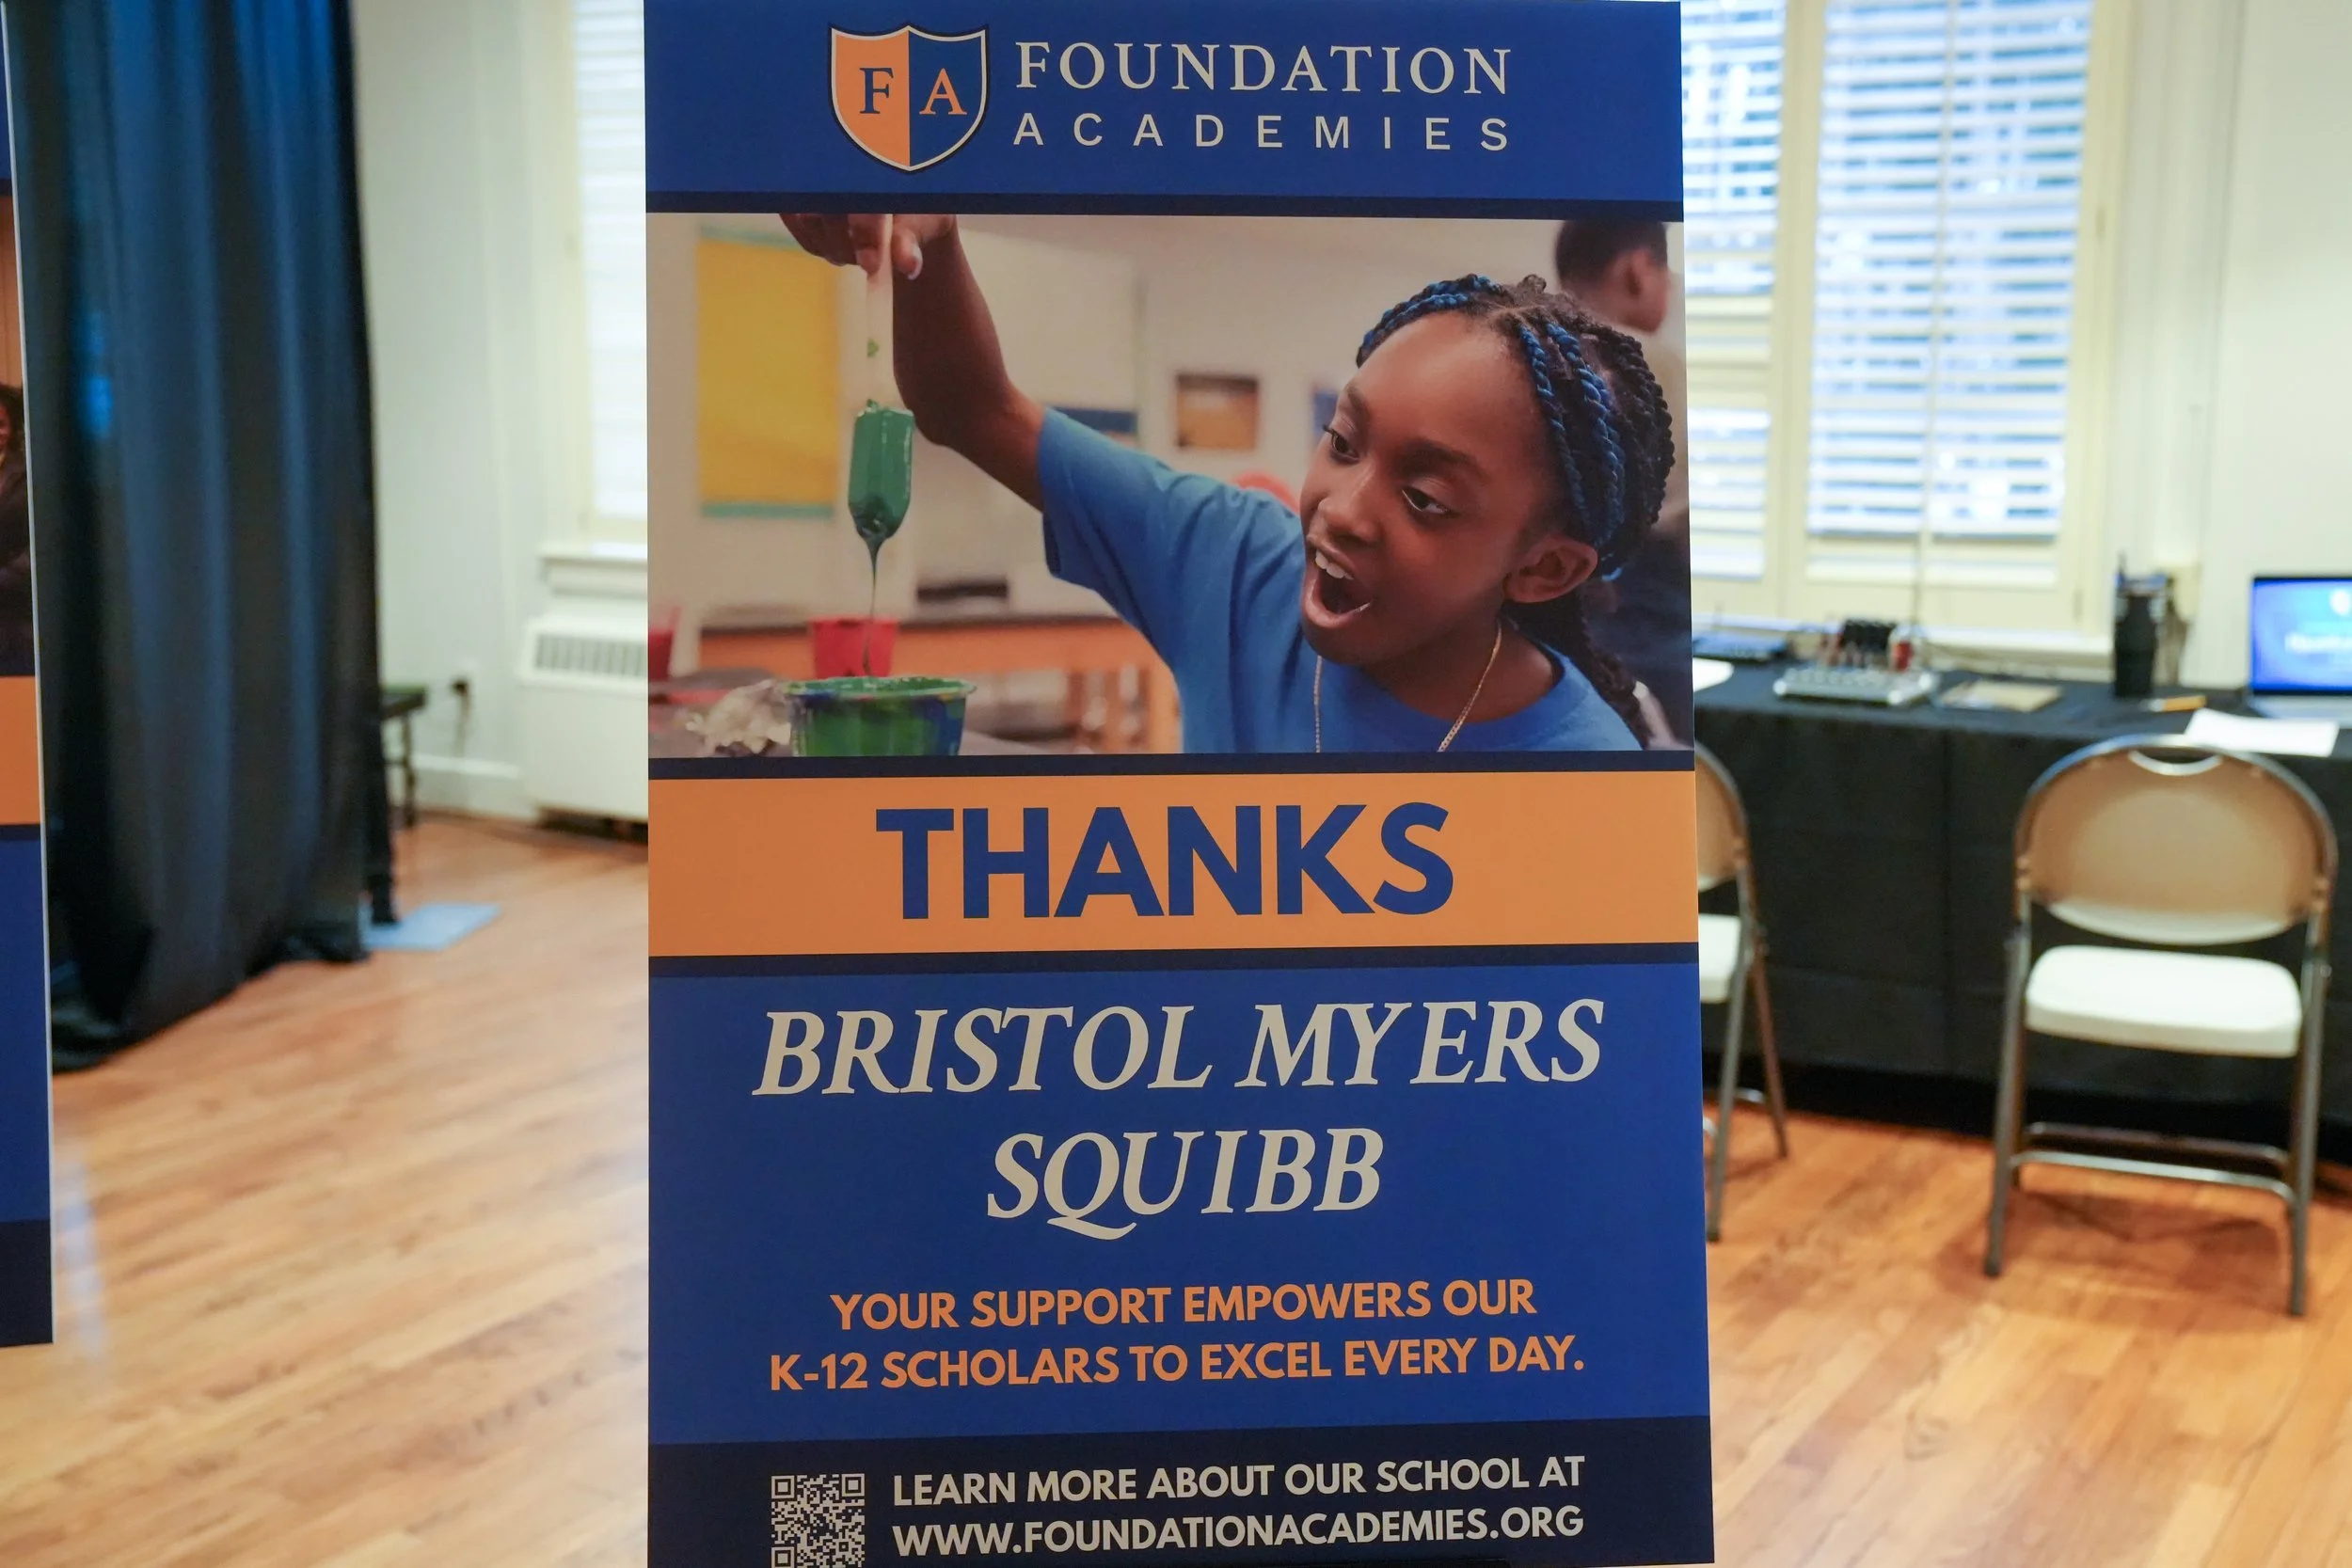 F A
FOUNDATION
ACADEMIES
THANKS
BRISTOL MYERS
SQUIBB
YOUR SUPPORT EMPOWERS OUR
K-12 SCHOLARS TO EXCEL EVERY DAY.
LEARN MORE ABOUT OUR SCHOOL AT
WWW.FOUNDATIONACADEMIES.ORG